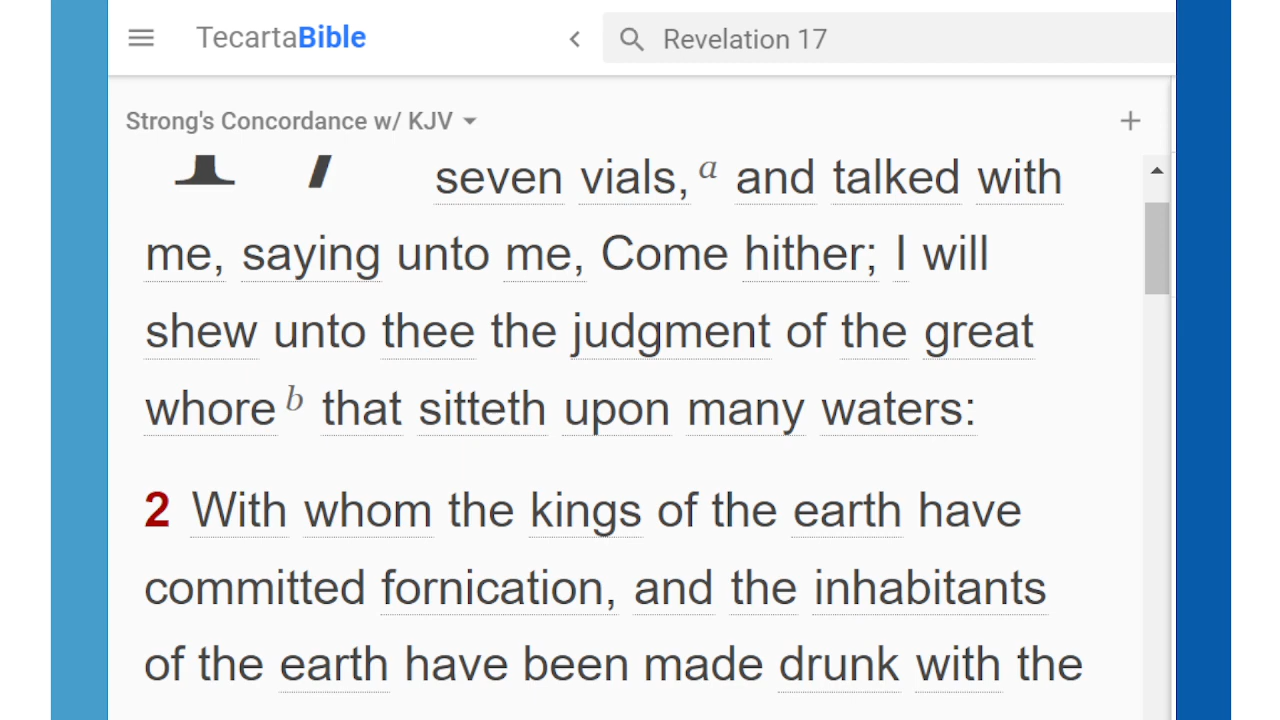 TecartaBible
Revelation 17
Strong's Concordance w/ KJV
seven vials, a and talked with
me, saying unto me, Come hither; I will
shew unto thee the judgment of the great
whore b that sitteth upon many waters:
2 With whom the kings of the earth have
committed fornication, and the inhabitants
of the earth have been made drunk with the